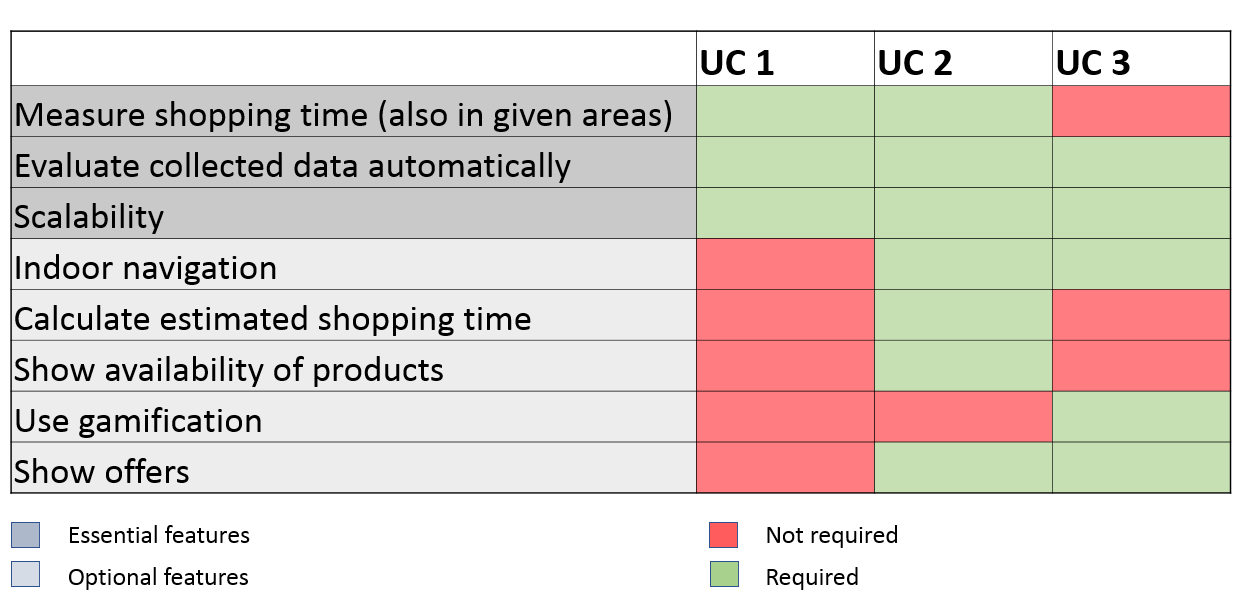 UC 1 UC 2 UC 3
Measure shopping time (also in given areas)
Evaluate collected data automatically
Scalability
Indoor navigation
Calculate estimated shopping time
Show availability of products
Use gamification
Show offers
Essential features Not required
Optional features Required